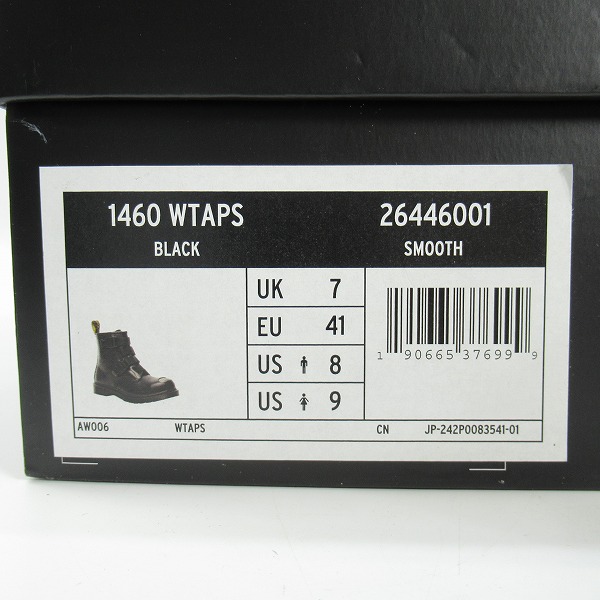 1460 WTAPS 26446001
BLACK SMOOTH
UK 7
EU 41
US 8
US 9
1 90665 37699 9
AW006 WTAPS CN JP-242P0083541-01